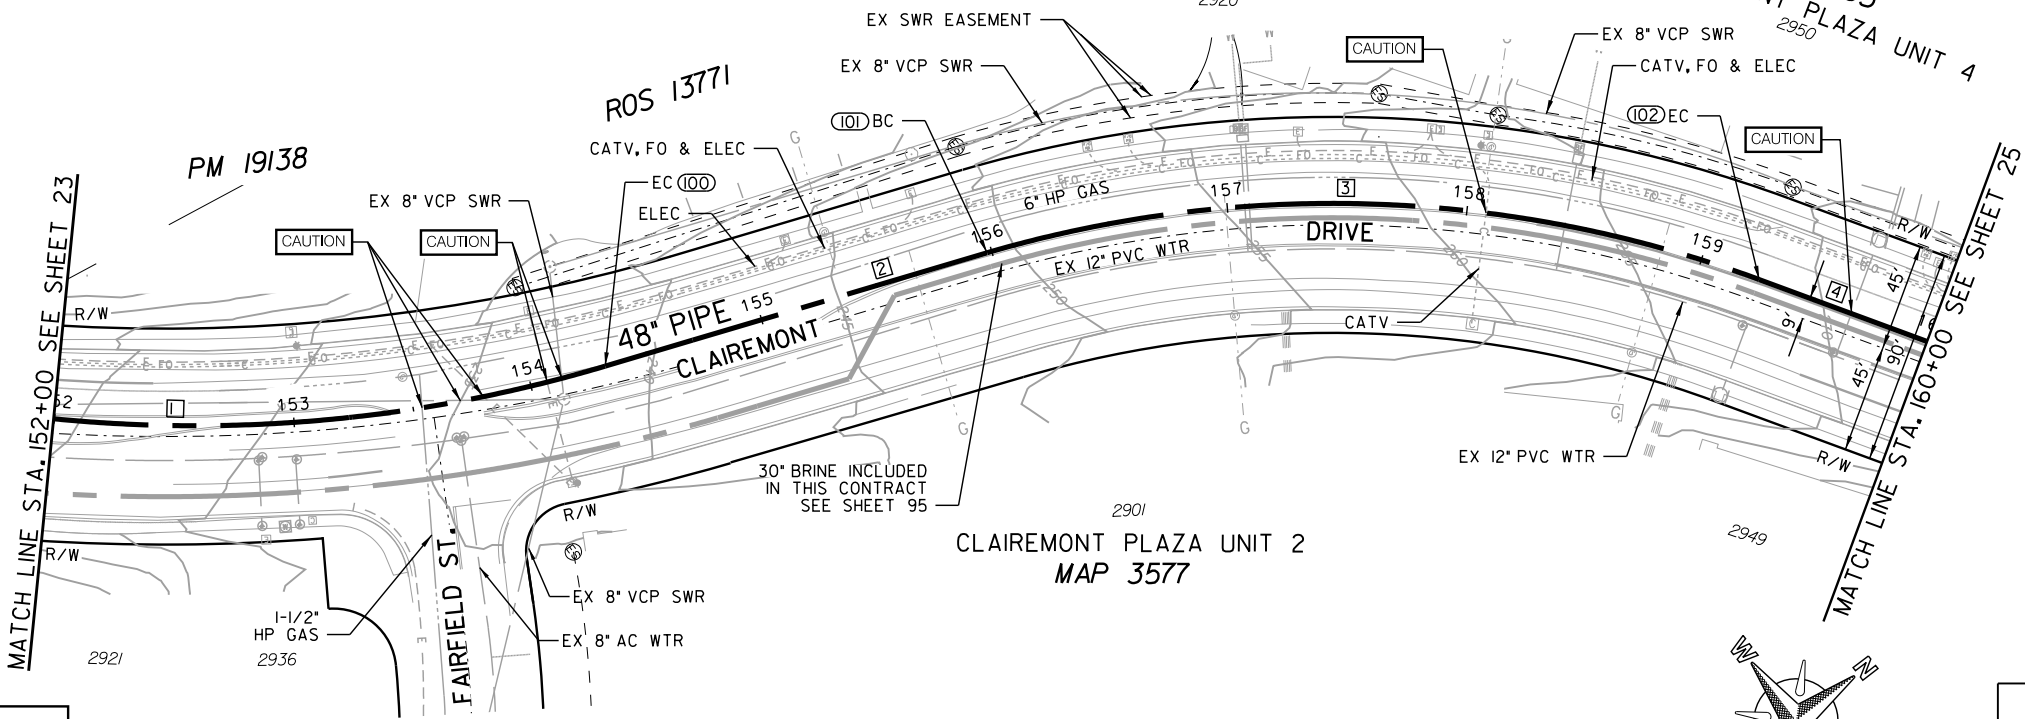 2920
EX SWR EASEMENT
PLAZA UNIT 4
2950
CAUTION
EX 8" VCP SWR
EX 8" VCP SWR
CATV, FO & ELEC
ROS 13771
101 BC
102 EC
CAUTION
PM 19138
CATV, FO & ELEC
EC 100
EX 8" VCP SWR
ELEC
6" HP GAS
157
3
158
R/W
CAUTION
CAUTION
156
DRIVE
159
2
EX 12" PVC WTR
4
45'
R/W
48" PIPE
155
250
255
CATV
9'
90'
45'
CLAIREMONT
154
1
153
MATCH LINE STA. 152+00 SEE SHEET 23
MATCH LINE STA. 160+00 SEE SHEET 25
EX 12" PVC WTR
R/W
30" BRINE INCLUDED
IN THIS CONTRACT
SEE SHEET 95
2901
R/W
CLAIREMONT PLAZA UNIT 2
MAP 3577
2949
R/W
FAIRFIELD ST.
EX 8" VCP SWR
1-1/2"
HP GAS
EX 8" AC WTR
2921
2936
W
N